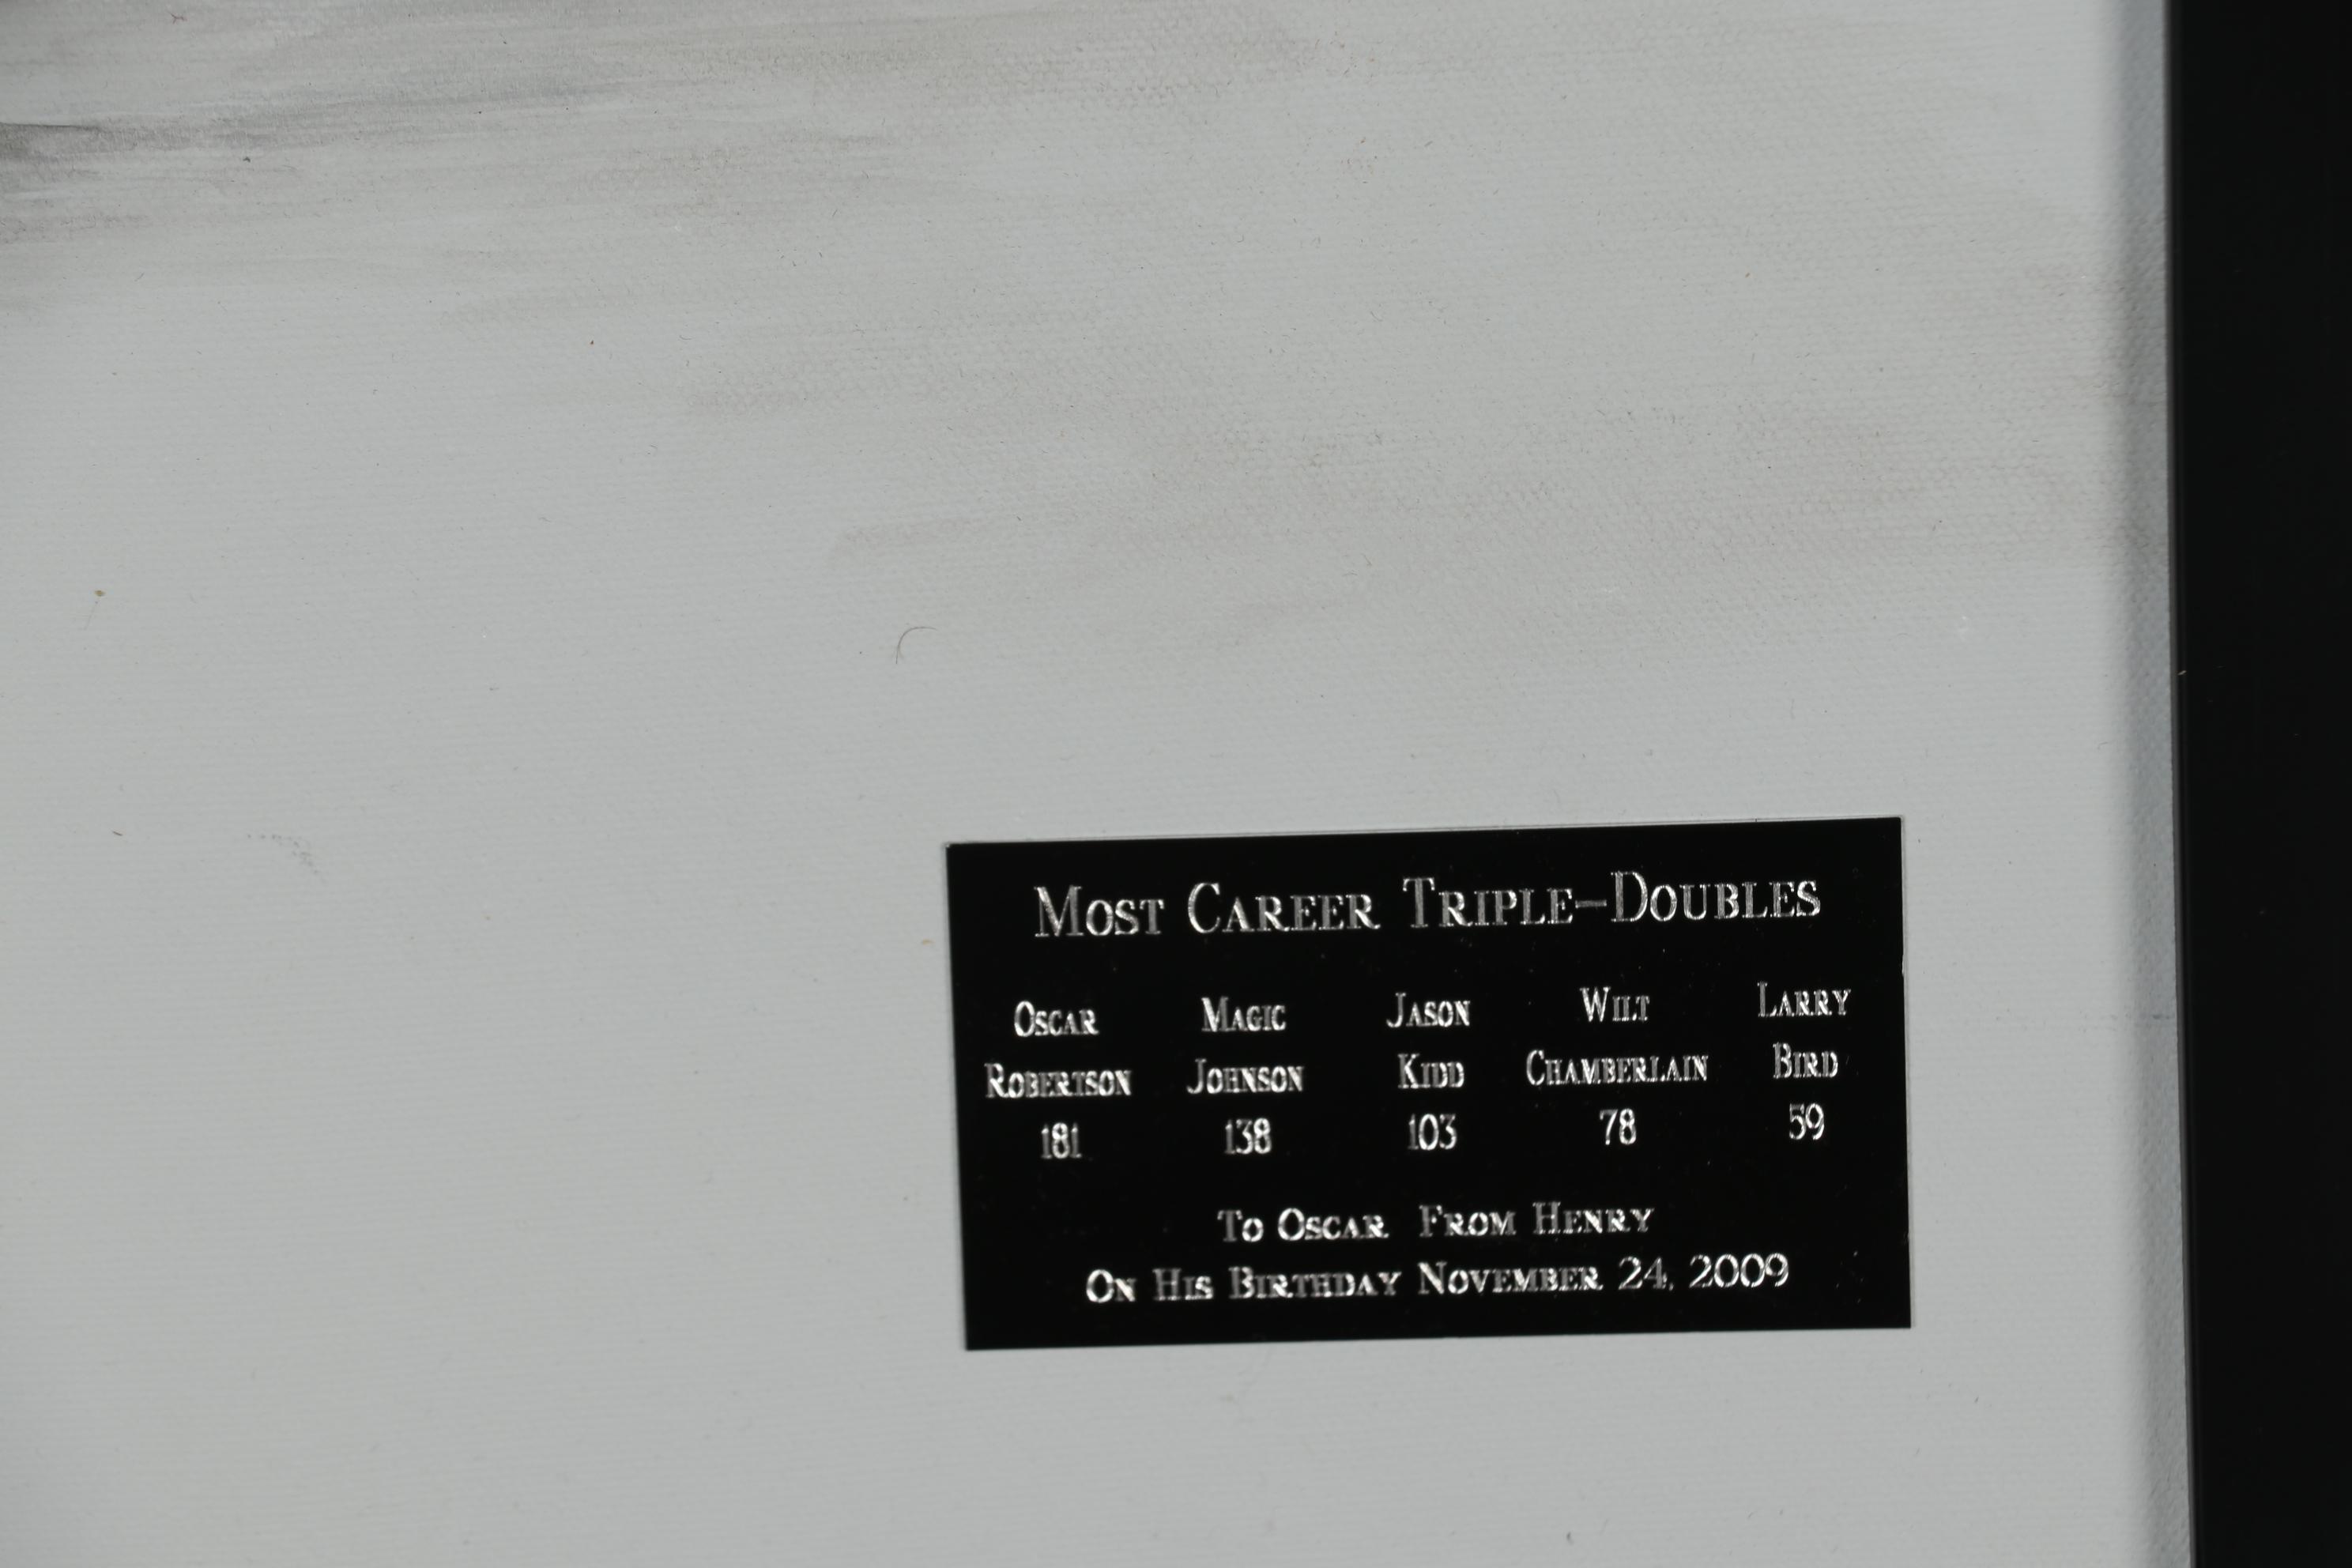 Most Career Triple-Doubles
Oscar Magic Jason Wilt Larry
Robertson Johnson Kidd Chamberlain Bird
181 138 103 78 59
To Oscar From Henry
On His Birthday November 24, 2009